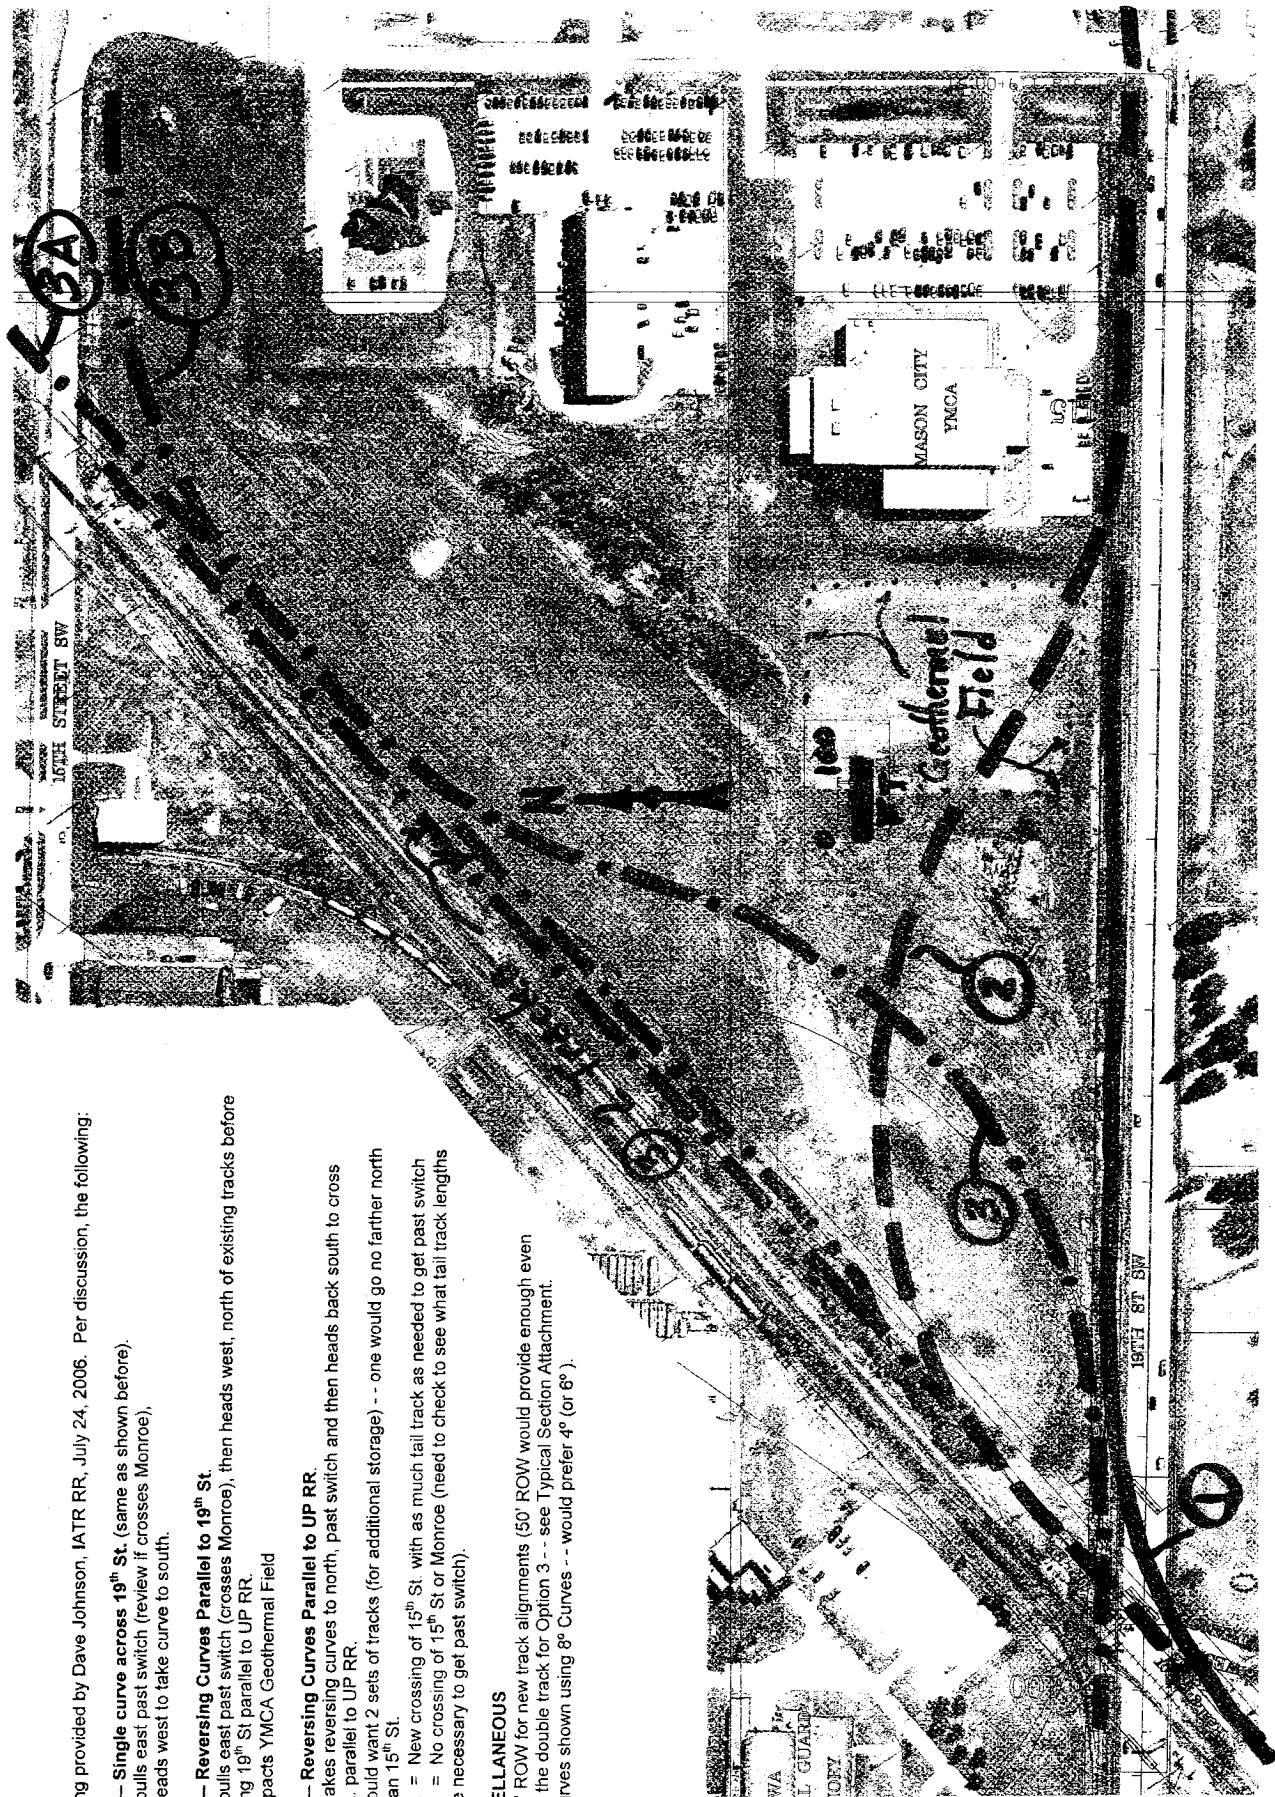 ng provided by Dave Johnson, IATR RR, July 24, 2006. Per discussion, the following:
– Single curve across 19th St. (same as shown before).
pulls east past switch (review if crosses Monroe),
eads west to take curve to south.
– Reversing Curves Parallel to 19th St.
pulls east past switch (crosses Monroe), then heads west, north of existing tracks before
ng 19th St parallel to UP RR.
pacts YMCA Geothermal Field
– Reversing Curves Parallel to UP RR.
akes reversing curves to north, past switch and then heads back south to cross
parallel to UP RR.
ould want 2 sets of tracks (for additional storage) - - one would go no farther north
an 15th St.
= New crossing of 15th St. with as much tail track as needed to get past switch
= No crossing of 15th St or Monroe (need to check to see what tail track lengths
e necessary to get past switch).
ELLANEOUS
' ROW for new track alignments (50' ROW would provide enough even
the double track for Option 3 - - see Typical Section Attachment.
rves shown using 8º Curves - - would prefer 4º (or 6º ).
3A
3B
15TH STREET SW
MASON CITY
YMCA
Geothermel
Field
N
0
100
FT
Track
3
2
3
19TH ST SW
1